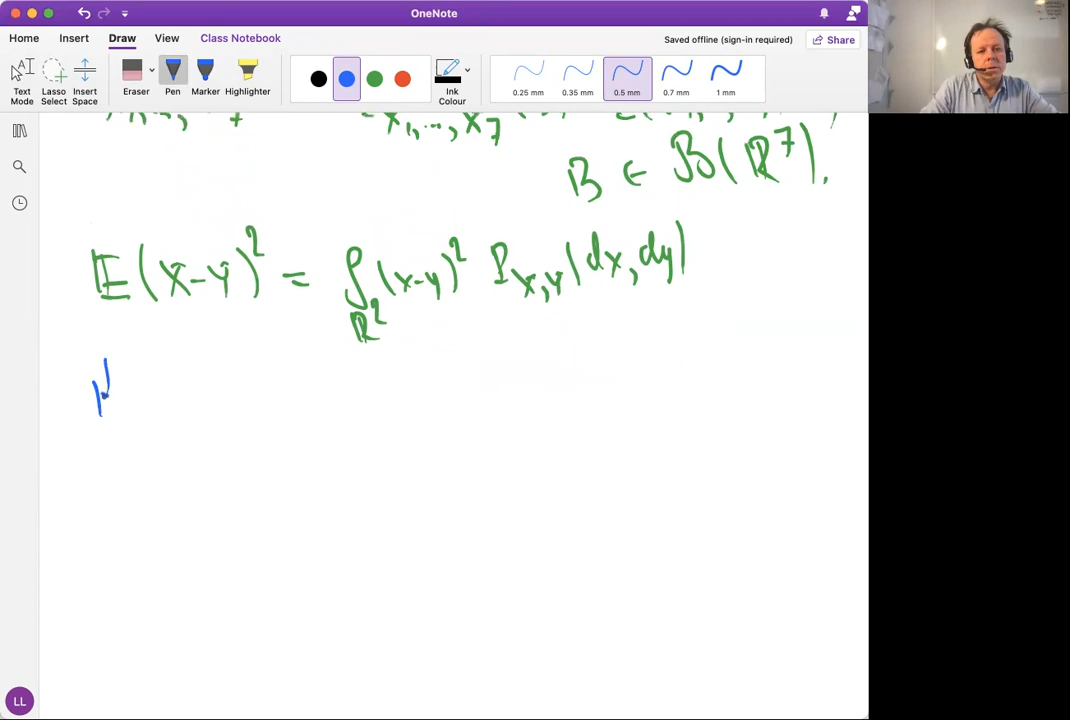 OneNote
Home Insert Draw View Class Notebook
Saved offline (sign-in required) Share
Text Mode Lasso Select Insert Space Eraser Pen Marker Highlighter Ink Colour 0.25 mm 0.35 mm 0.5 mm 0.7 mm 1 mm
x₁,...,x₇
B ∈ ℬ(ℝ⁷).
𝔼(X-Y)² = ∫_{ℝ²} (x-y)² ℙ_{X,Y}(dx,dy)
LL